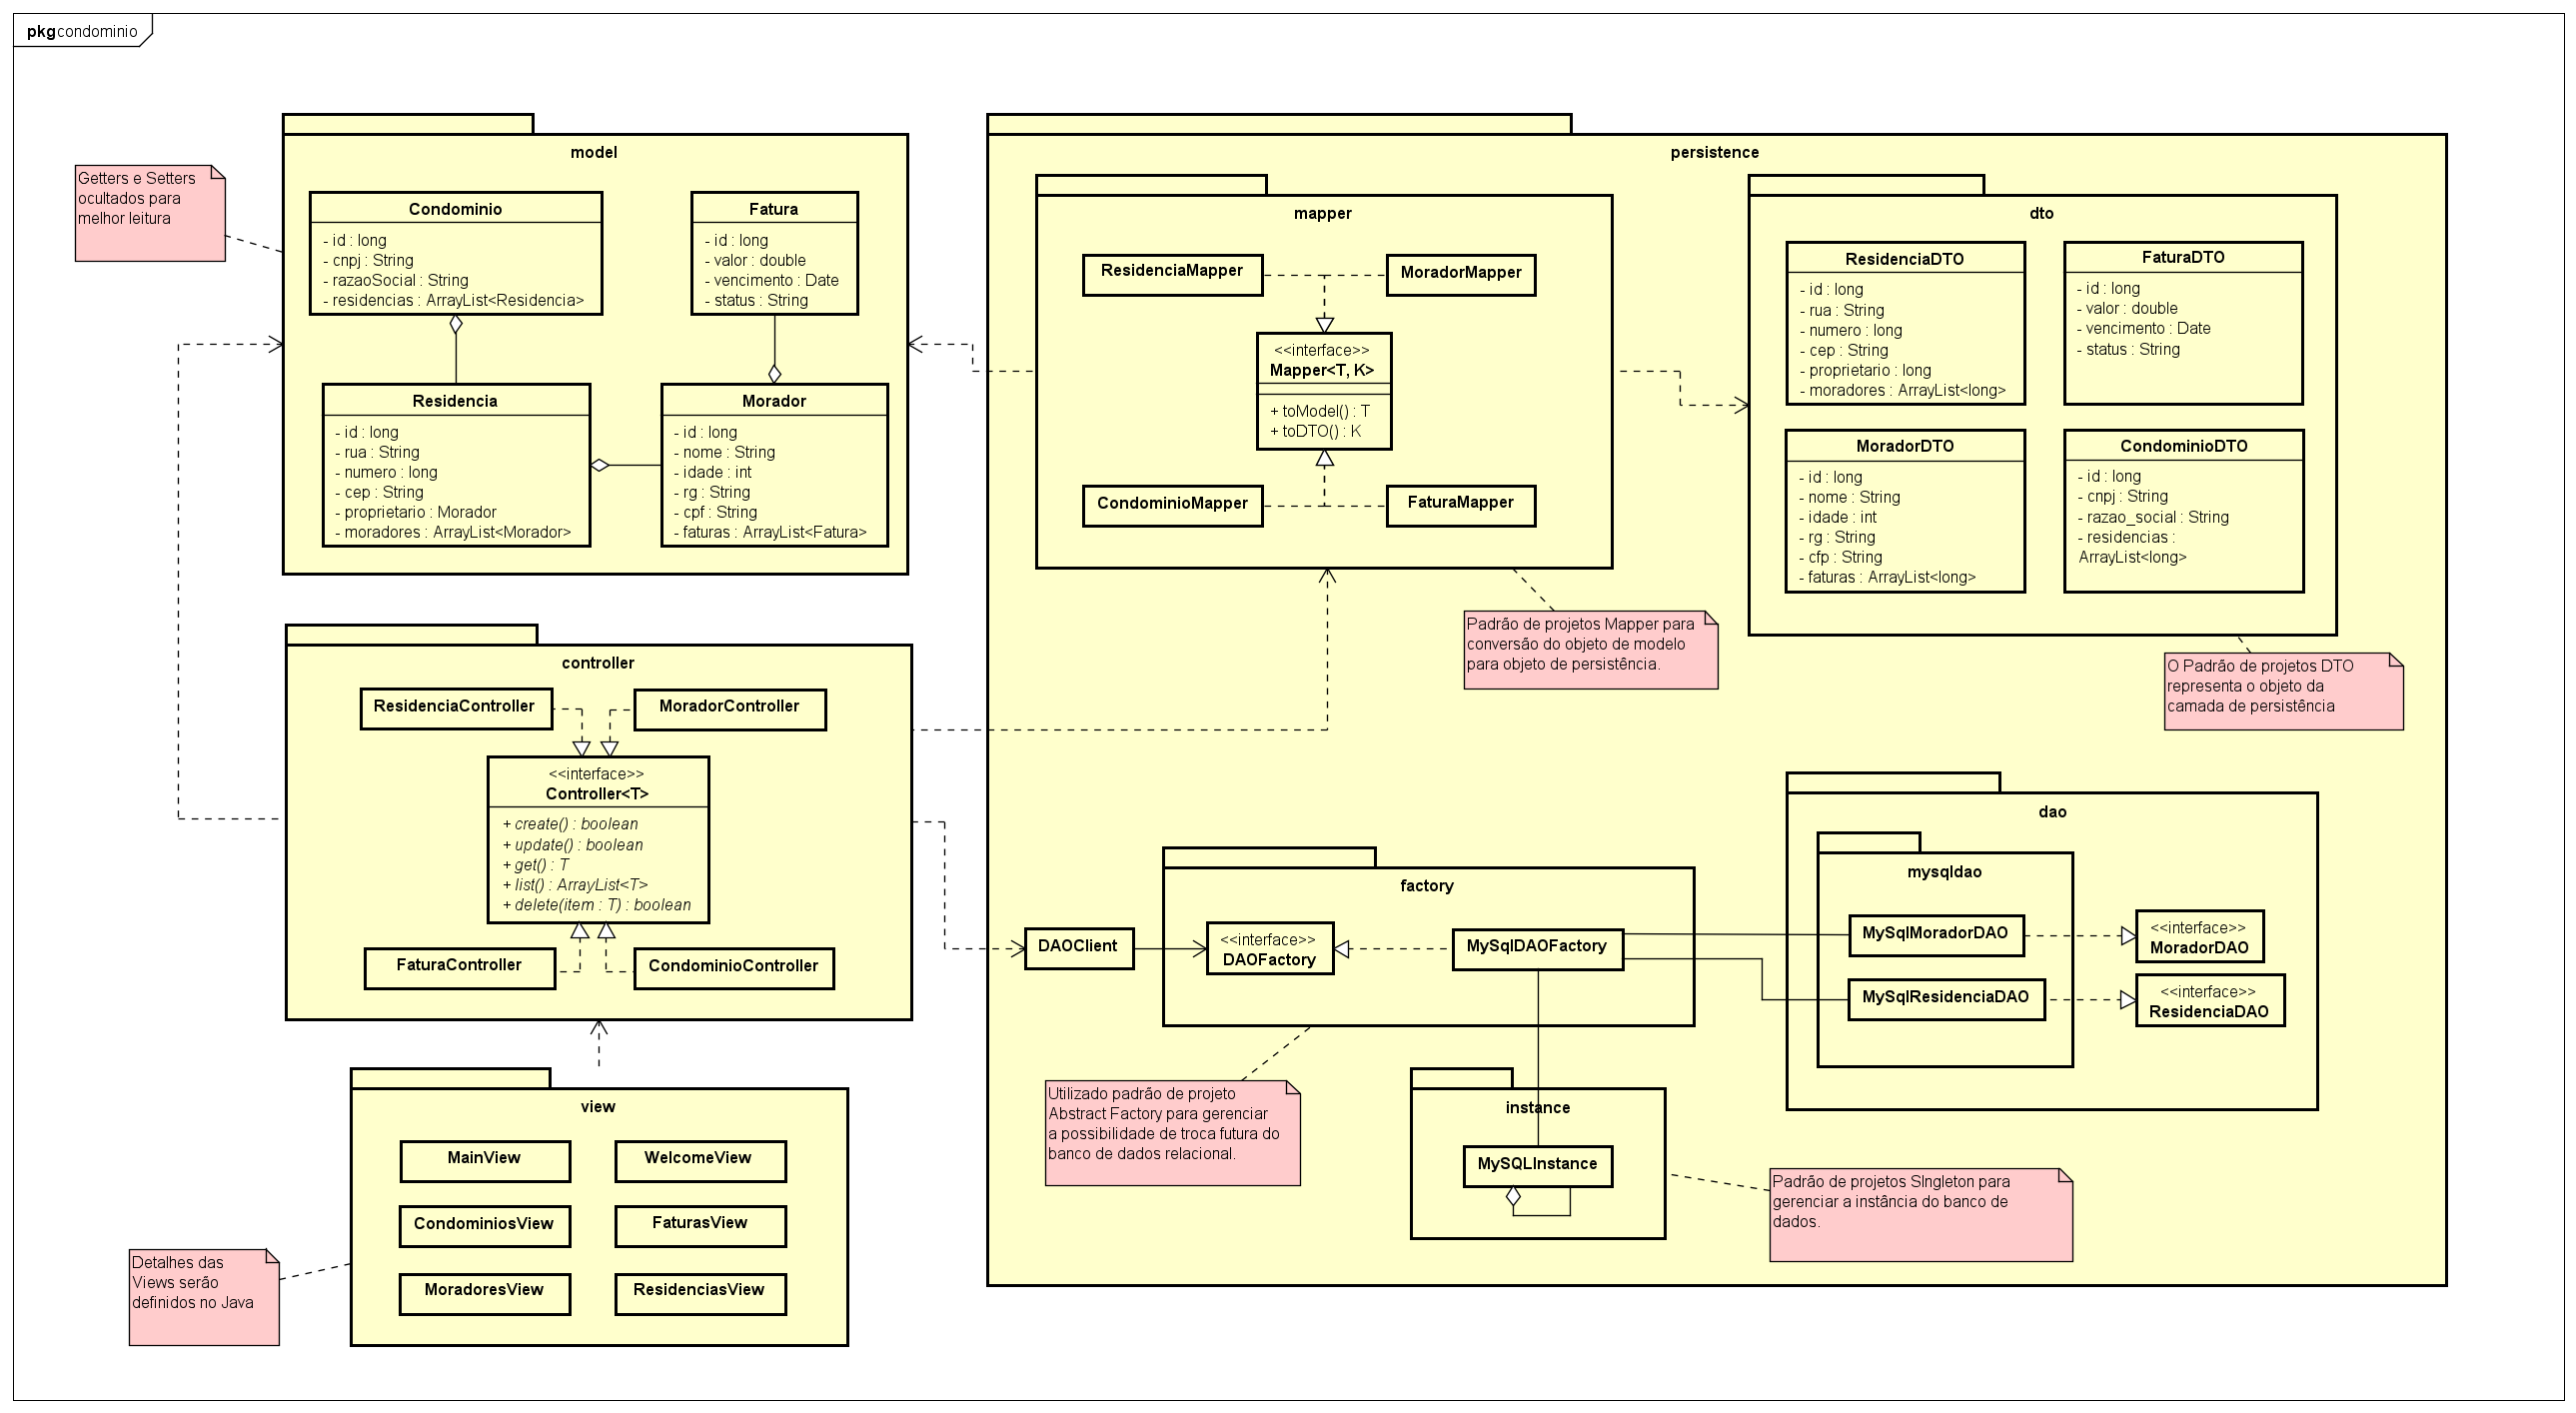 pkg condominio
model
Getters e Setters
ocultados para
melhor leitura
Condominio
- id : long
- cnpj : String
- razaoSocial : String
- residencias : ArrayList<Residencia>
Fatura
- id : long
- valor : double
- vencimento : Date
- status : String
Residencia
- id : long
- rua : String
- numero : long
- cep : String
- proprietario : Morador
- moradores : ArrayList<Morador>
Morador
- id : long
- nome : String
- idade : int
- rg : String
- cpf : String
- faturas : ArrayList<Fatura>
controller
ResidenciaController
MoradorController
<<interface>>
Controller<T>
+ create() : boolean
+ update() : boolean
+ get() : T
+ list() : ArrayList<T>
+ delete(item : T) : boolean
FaturaController
CondominioController
view
MainView
WelcomeView
CondominiosView
FaturasView
MoradoresView
ResidenciasView
Detalhes das
Views serão
definidos no Java
persistence
mapper
ResidenciaMapper
MoradorMapper
<<interface>>
Mapper<T, K>
+ toModel() : T
+ toDTO() : K
CondominioMapper
FaturaMapper
Padrão de projetos Mapper para
conversão do objeto de modelo
para objeto de persistência.
dto
ResidenciaDTO
- id : long
- rua : String
- numero : long
- cep : String
- proprietario : long
- moradores : ArrayList<long>
FaturaDTO
- id : long
- valor : double
- vencimento : Date
- status : String
MoradorDTO
- id : long
- nome : String
- idade : int
- rg : String
- cfp : String
- faturas : ArrayList<long>
CondominioDTO
- id : long
- cnpj : String
- razao_social : String
- residencias :
ArrayList<long>
O Padrão de projetos DTO
representa o objeto da
camada de persistência
DAOClient
factory
<<interface>>
DAOFactory
MySqlDAOFactory
Utilizado padrão de projeto
Abstract Factory para gerenciar
a possibilidade de troca futura do
banco de dados relacional.
dao
mysqldao
MySqlMoradorDAO
MySqlResidenciaDAO
<<interface>>
MoradorDAO
<<interface>>
ResidenciaDAO
instance
MySQLInstance
Padrão de projetos SIngleton para
gerenciar a instância do banco de
dados.